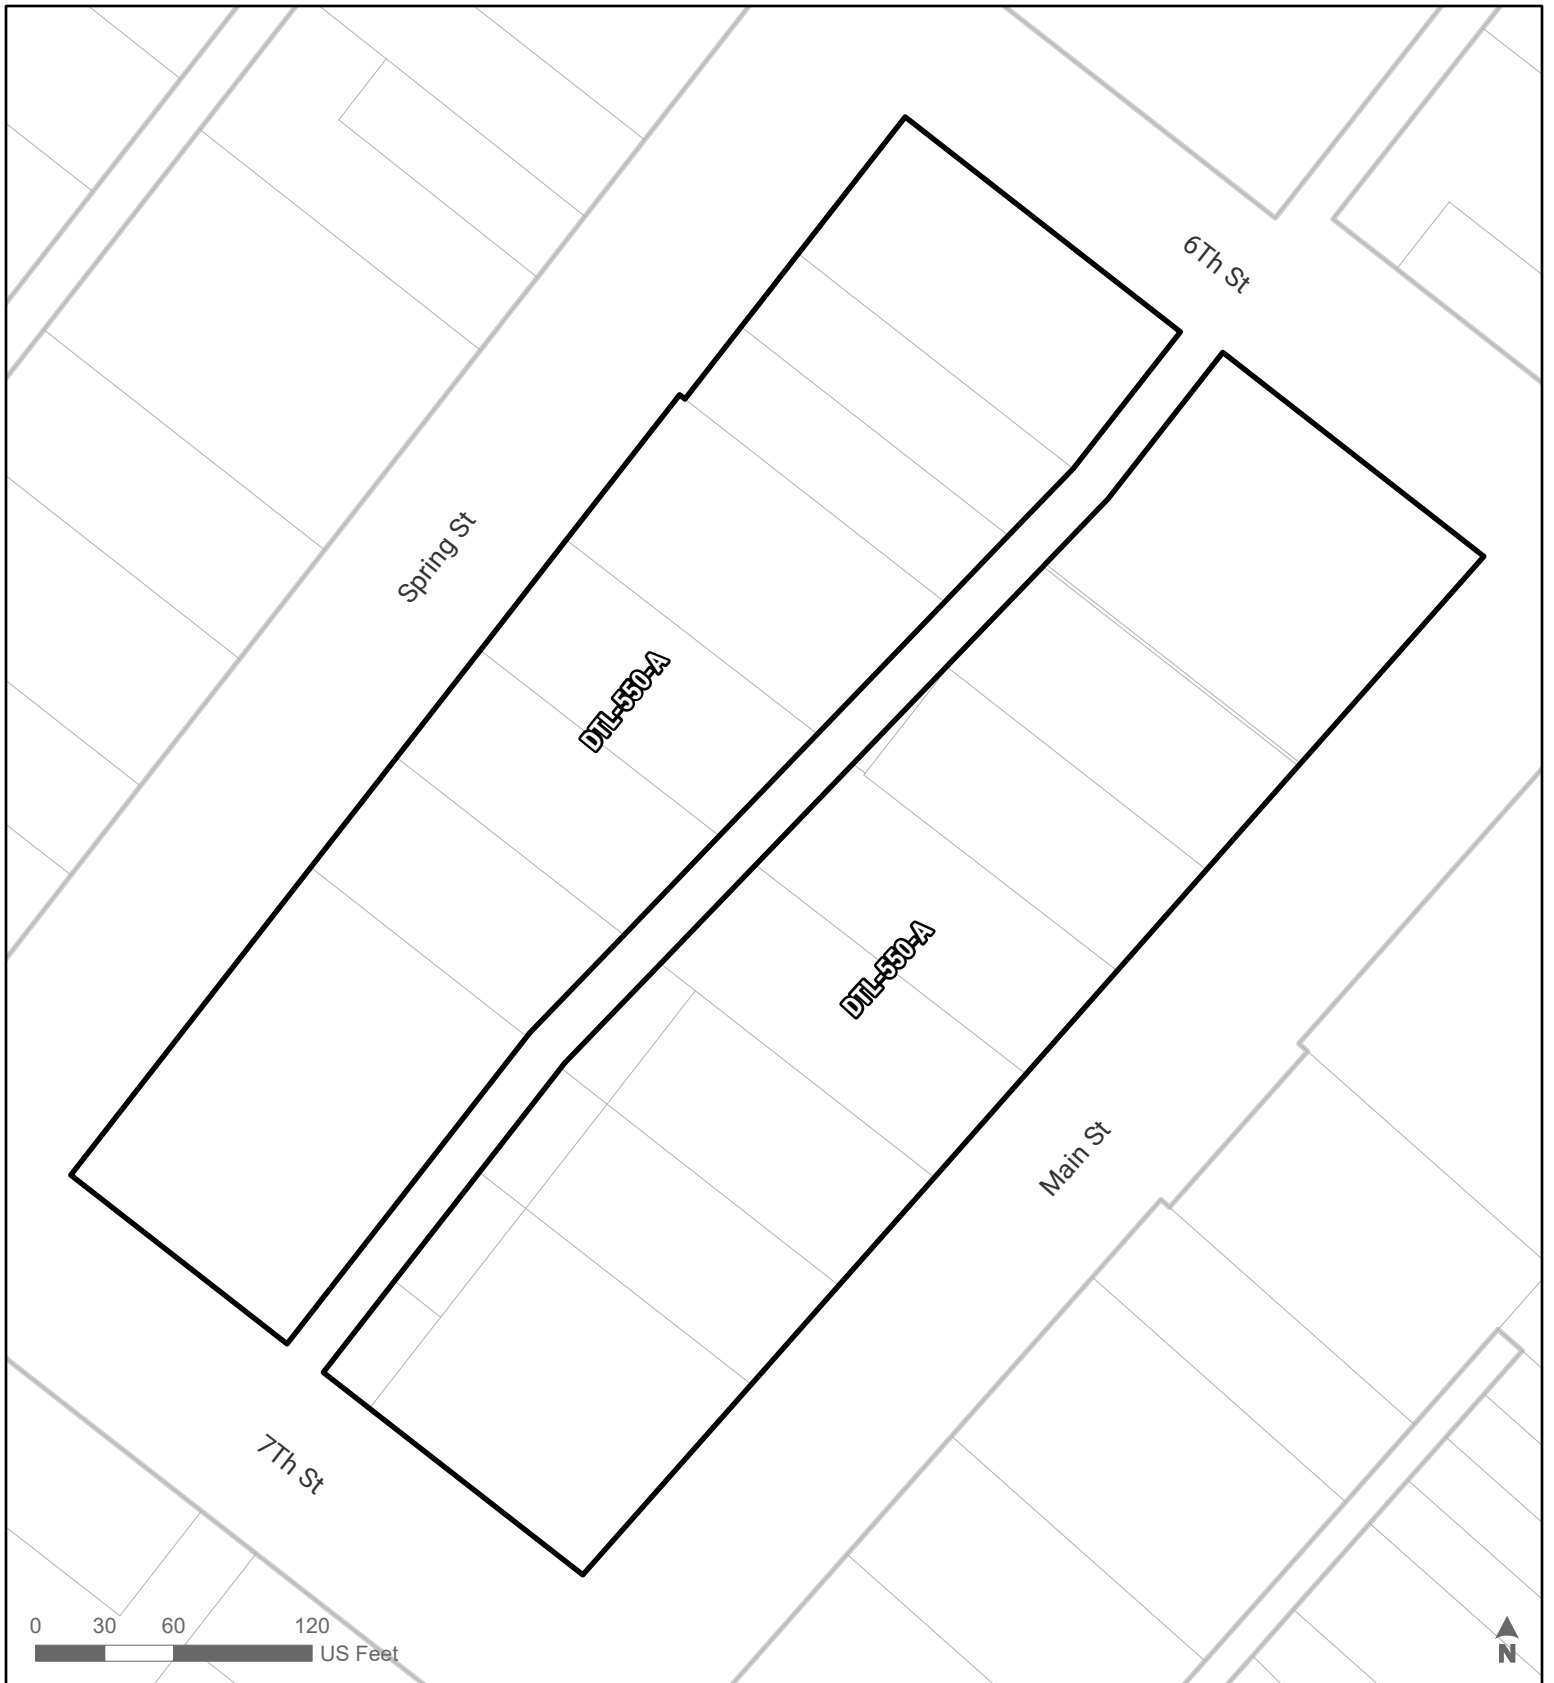 6Th St
Spring St
DTL-550-A
DTL-550-A
Main St
7Th St
0 30 60 120
US Feet
N